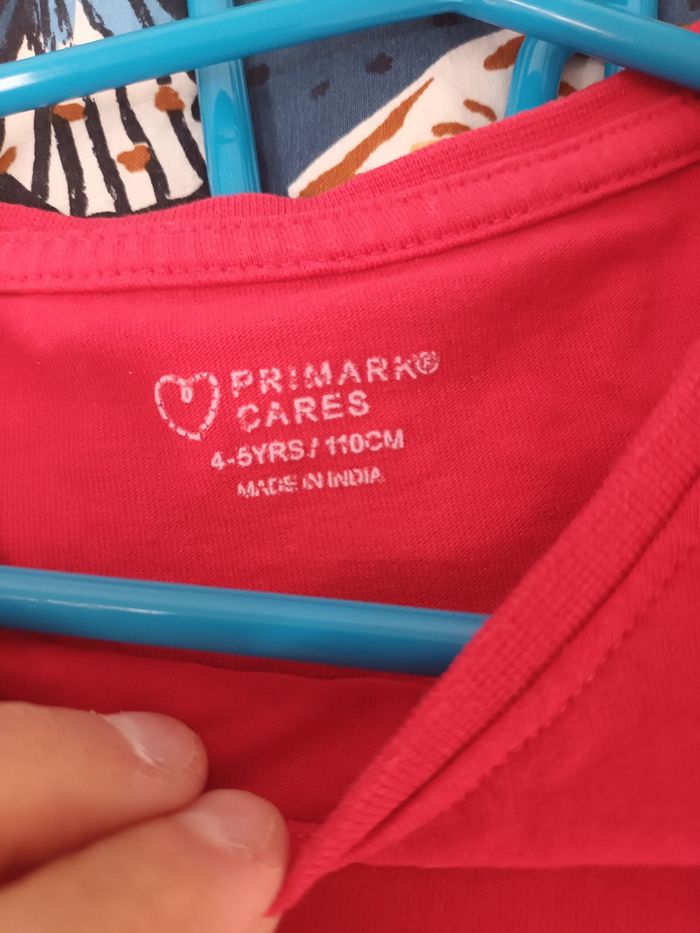 PRIMARK®
CARES
4-5YRS/110CM
MADE IN INDIA